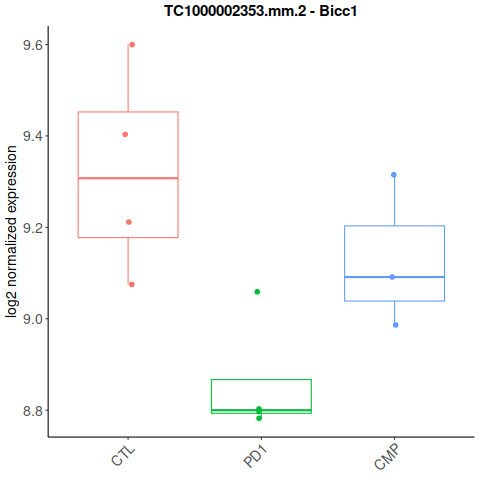 TC1000002353.mm.2 - Bicc1
log2 normalized expression
9.6
9.4
9.2
9.0
8.8
CTL
PD1
CMP